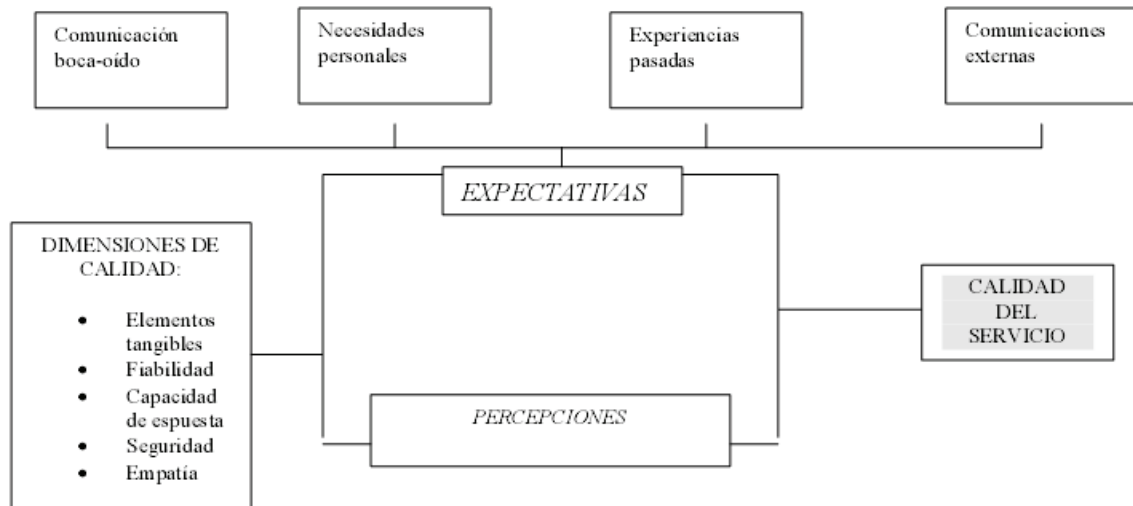 Comunicación
boca-oído
Necesidades
personales
Experiencias
pasadas
Comunicaciones
externas
EXPECTATIVAS
DIMENSIONES DE
CALIDAD:
• Elementos
tangibles
• Fiabilidad
• Capacidad
de espuesta
• Seguridad
• Empatía
CALIDAD
DEL
SERVICIO
PERCEPCIONES